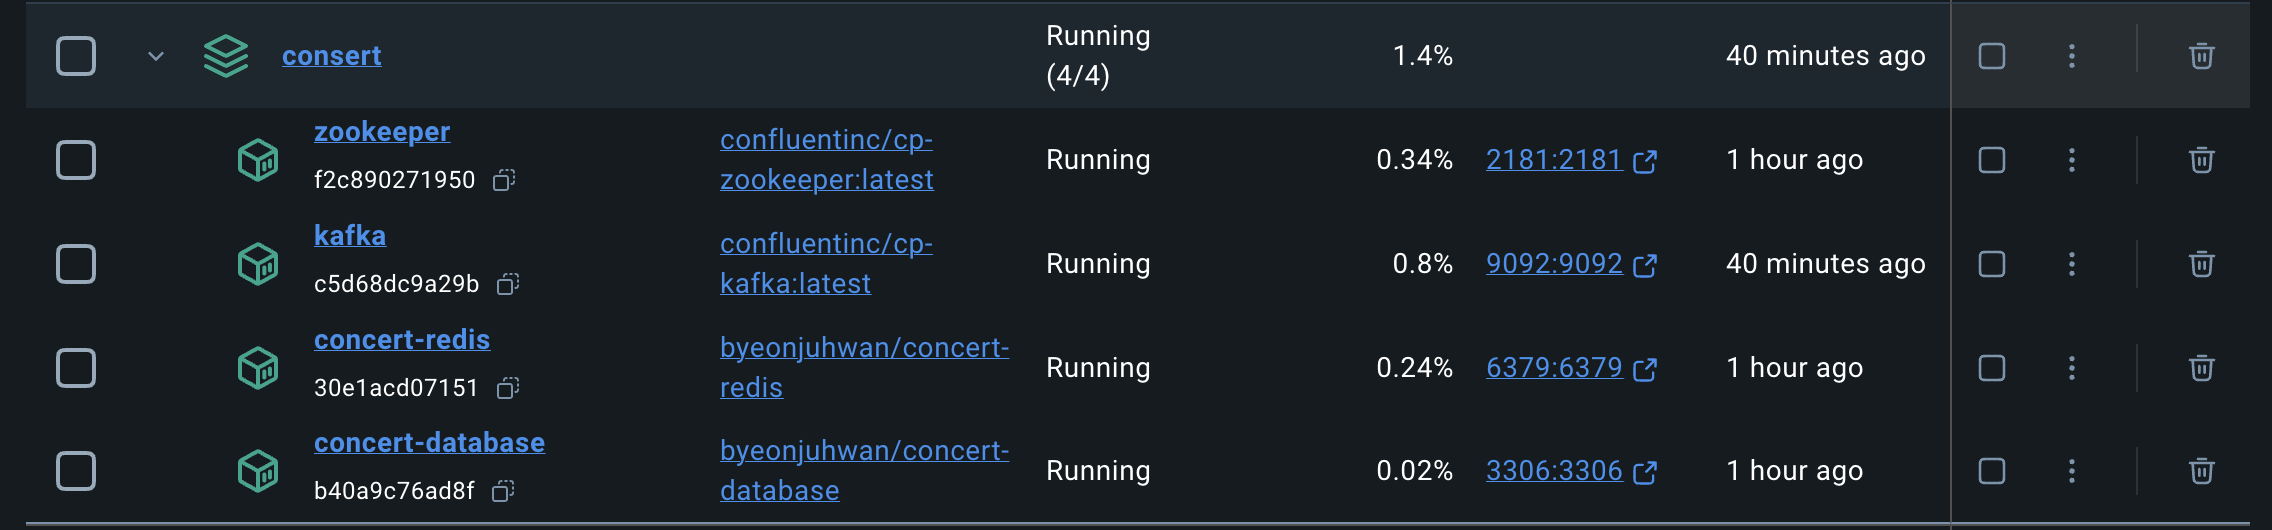 consert
Running
(4/4)
1.4%
40 minutes ago
zookeeper
f2c890271950
confluentinc/cp-
zookeeper:latest
Running
0.34%
2181:2181
1 hour ago
kafka
c5d68dc9a29b
confluentinc/cp-
kafka:latest
Running
0.8%
9092:9092
40 minutes ago
concert-redis
30e1acd07151
byeonjuhwan/concert-
redis
Running
0.24%
6379:6379
1 hour ago
concert-database
b40a9c76ad8f
byeonjuhwan/concert-
database
Running
0.02%
3306:3306
1 hour ago